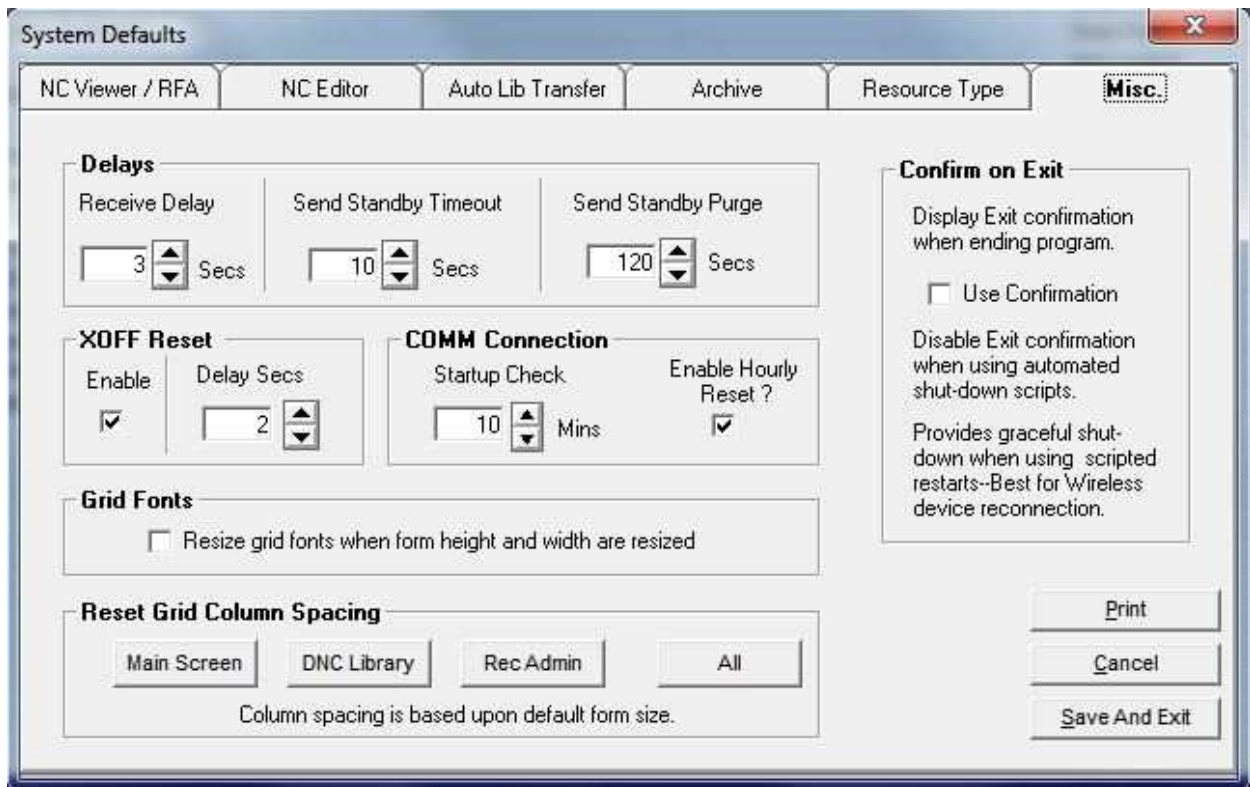 System Defaults
NC Viewer / RFA
NC Editor
Auto Lib Transfer
Archive
Resource Type
Misc.
Delays
Receive Delay
3
Secs
Send Standby Timeout
10
Secs
Send Standby Purge
120
Secs
XOFF Reset
Enable
Delay Secs
2
COMM Connection
Startup Check
10
Mins
Enable Hourly
Reset ?
Grid Fonts
Resize grid fonts when form height and width are resized
Reset Grid Column Spacing
Main Screen
DNC Library
Rec Admin
All
Column spacing is based upon default form size.
Confirm on Exit
Display Exit confirmation
when ending program.
Use Confirmation
Disable Exit confirmation
when using automated
shut-down scripts.
Provides graceful shut-
down when using scripted
restarts--Best for Wireless
device reconnection.
Print
Cancel
Save And Exit